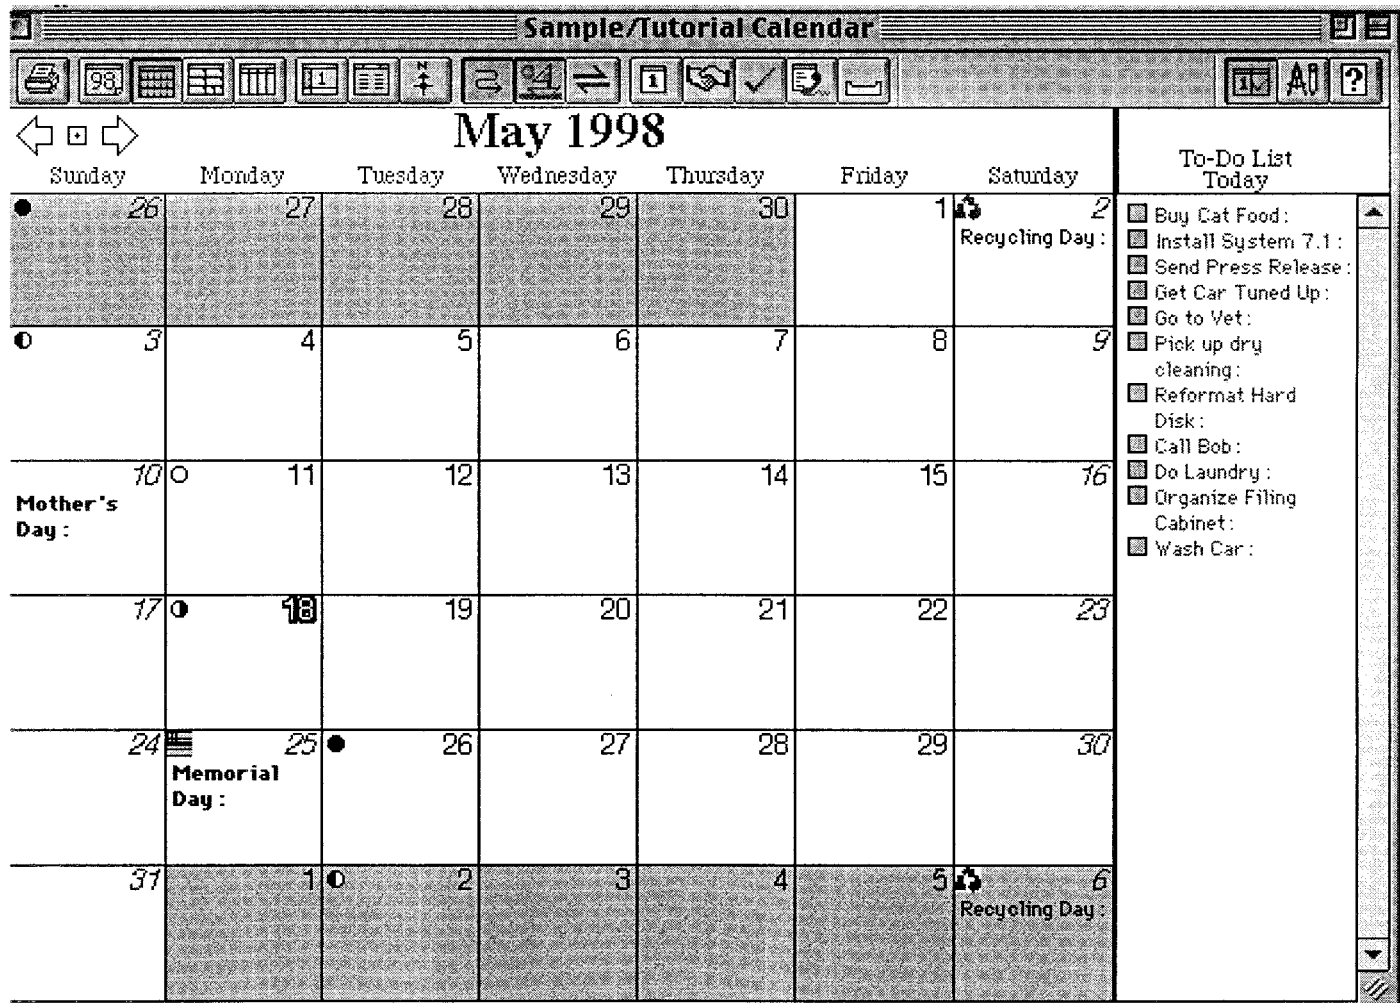 Sample/Tutorial Calendar
98
11
N
1
1
?
May 1998
Sunday Monday Tuesday Wednesday Thursday Friday Saturday
26 27 28 29 30 1 2
Recycling Day :
3 4 5 6 7 8 9
10 11 12 13 14 15 16
Mother's
Day :
17 18 19 20 21 22 23
24 25 26 27 28 29 30
Memorial
Day :
31 1 2 3 4 5 6
Recycling Day :
To-Do List
Today
Buy Cat Food :
Install System 7.1 :
Send Press Release :
Get Car Tuned Up :
Go to Vet :
Pick up dry
cleaning :
Reformat Hard
Disk :
Call Bob :
Do Laundry :
Organize Filing
Cabinet :
Wash Car :